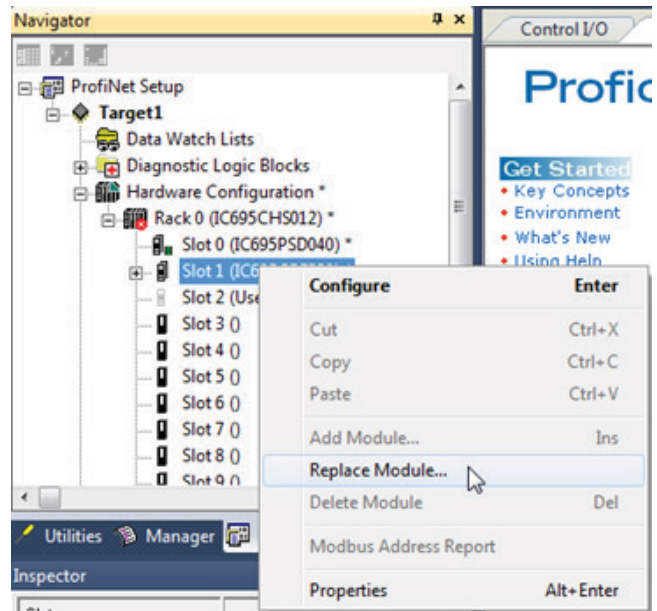 Navigator
Control I/O
ProfiNet Setup
Target1
Data Watch Lists
Diagnostic Logic Blocks
Hardware Configuration *
Rack 0 (IC695CHS012) *
Slot 0 (IC695PSD040) *
Slot 1
Slot 2
Slot 3 ()
Slot 4 ()
Slot 5 ()
Slot 6 ()
Slot 7 ()
Slot 8 ()
Slot 9 ()
Get Started
• Key Concepts
• Environment
• What's New
• Using Help
Configure Enter
Cut Ctrl+X
Copy Ctrl+C
Paste Ctrl+V
Add Module... Ins
Replace Module...
Delete Module Del
Modbus Address Report
Properties Alt+Enter
Utilities Manager
Inspector